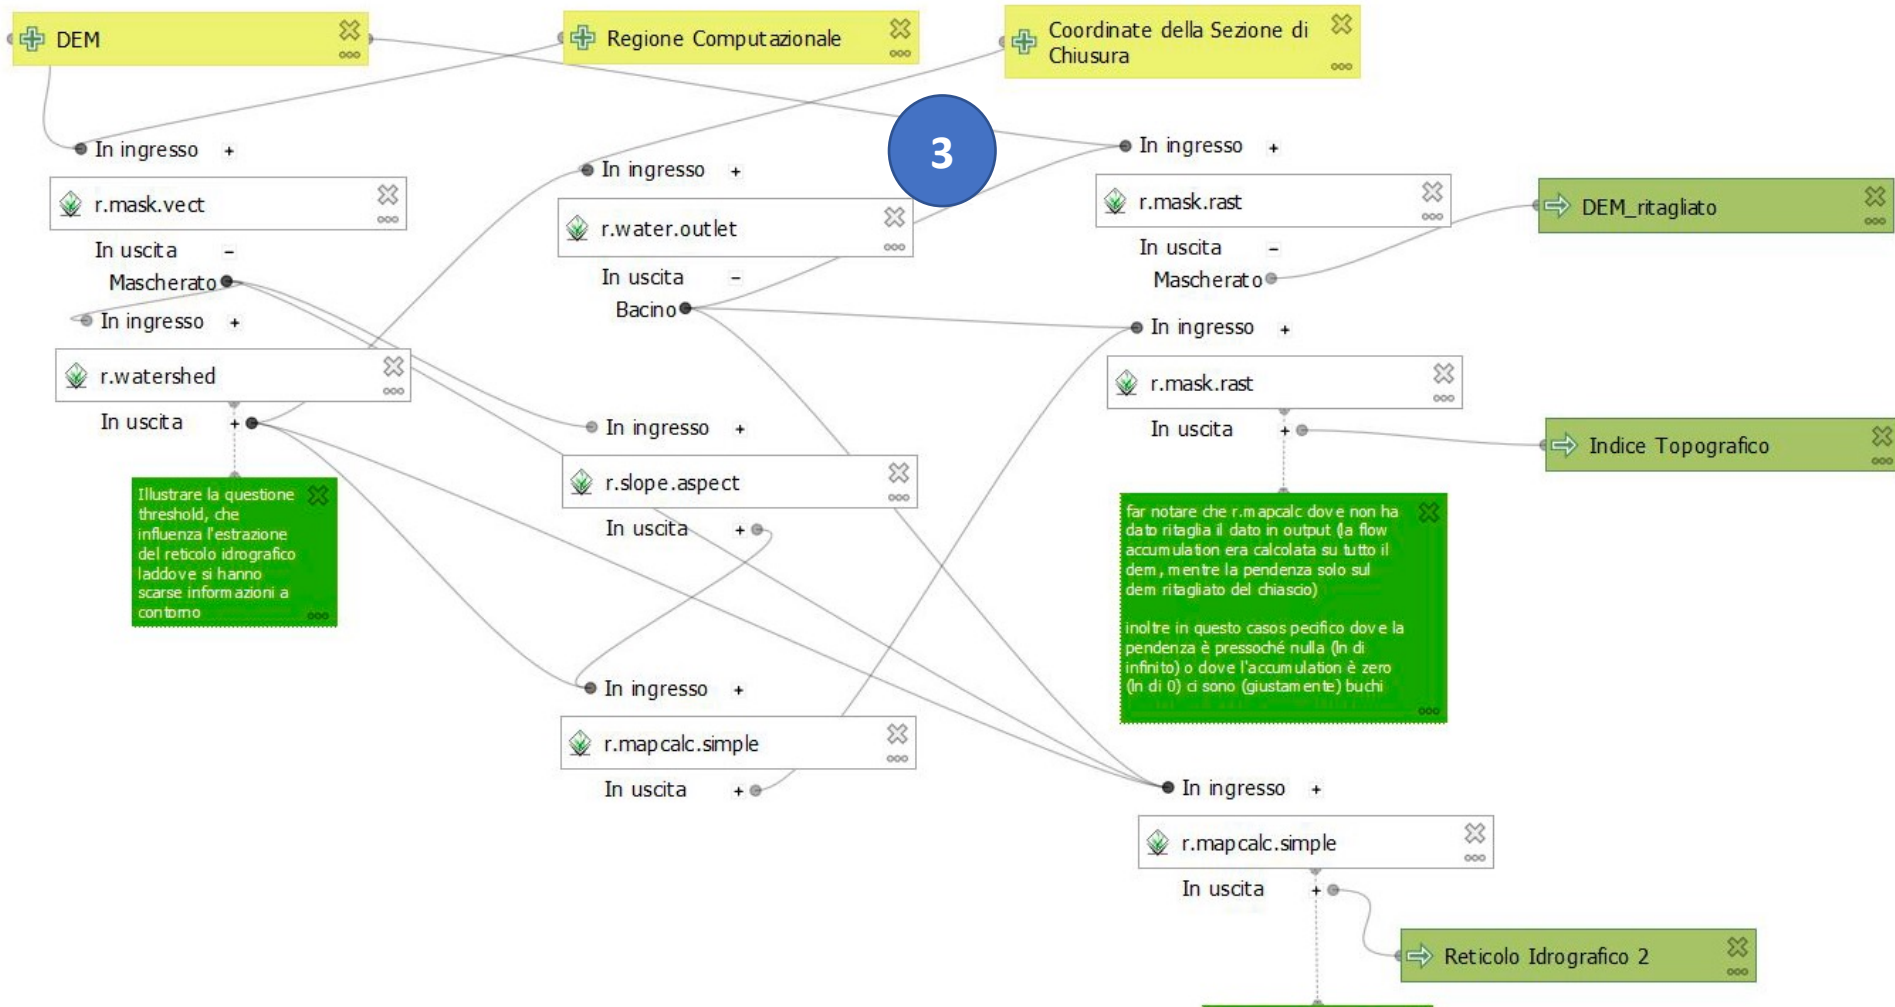 DEM
Regione Computazionale
Coordinate della Sezione di
Chiusura
3
In ingresso +
r.mask.vect
In uscita −
Mascherato
In ingresso +
r.water.outlet
In uscita −
Bacino
In ingresso +
r.mask.rast
In uscita −
Mascherato
DEM_ritagliato
In ingresso +
r.watershed
In uscita +
Illustrare la questione
threshold, che
influenza l'estrazione
del reticolo idrografico
laddove si hanno
scarse informazioni a
contorno
In ingresso +
r.slope.aspect
In uscita +
In ingresso +
r.mask.rast
In uscita +
Indice Topografico
far notare che r.mapcalc dove non ha
dato ritaglia il dato in output (la flow
accumulation era calcolata su tutto il
dem, mentre la pendenza solo sul
dem ritagliato del chiascio)
inoltre in questo casos pecifico dove la
pendenza è pressoché nulla (ln di
infinito) o dove l'accumulation è zero
(ln di 0) ci sono (giustamente) buchi
In ingresso +
r.mapcalc.simple
In uscita +
In ingresso +
r.mapcalc.simple
In uscita +
Reticolo Idrografico 2